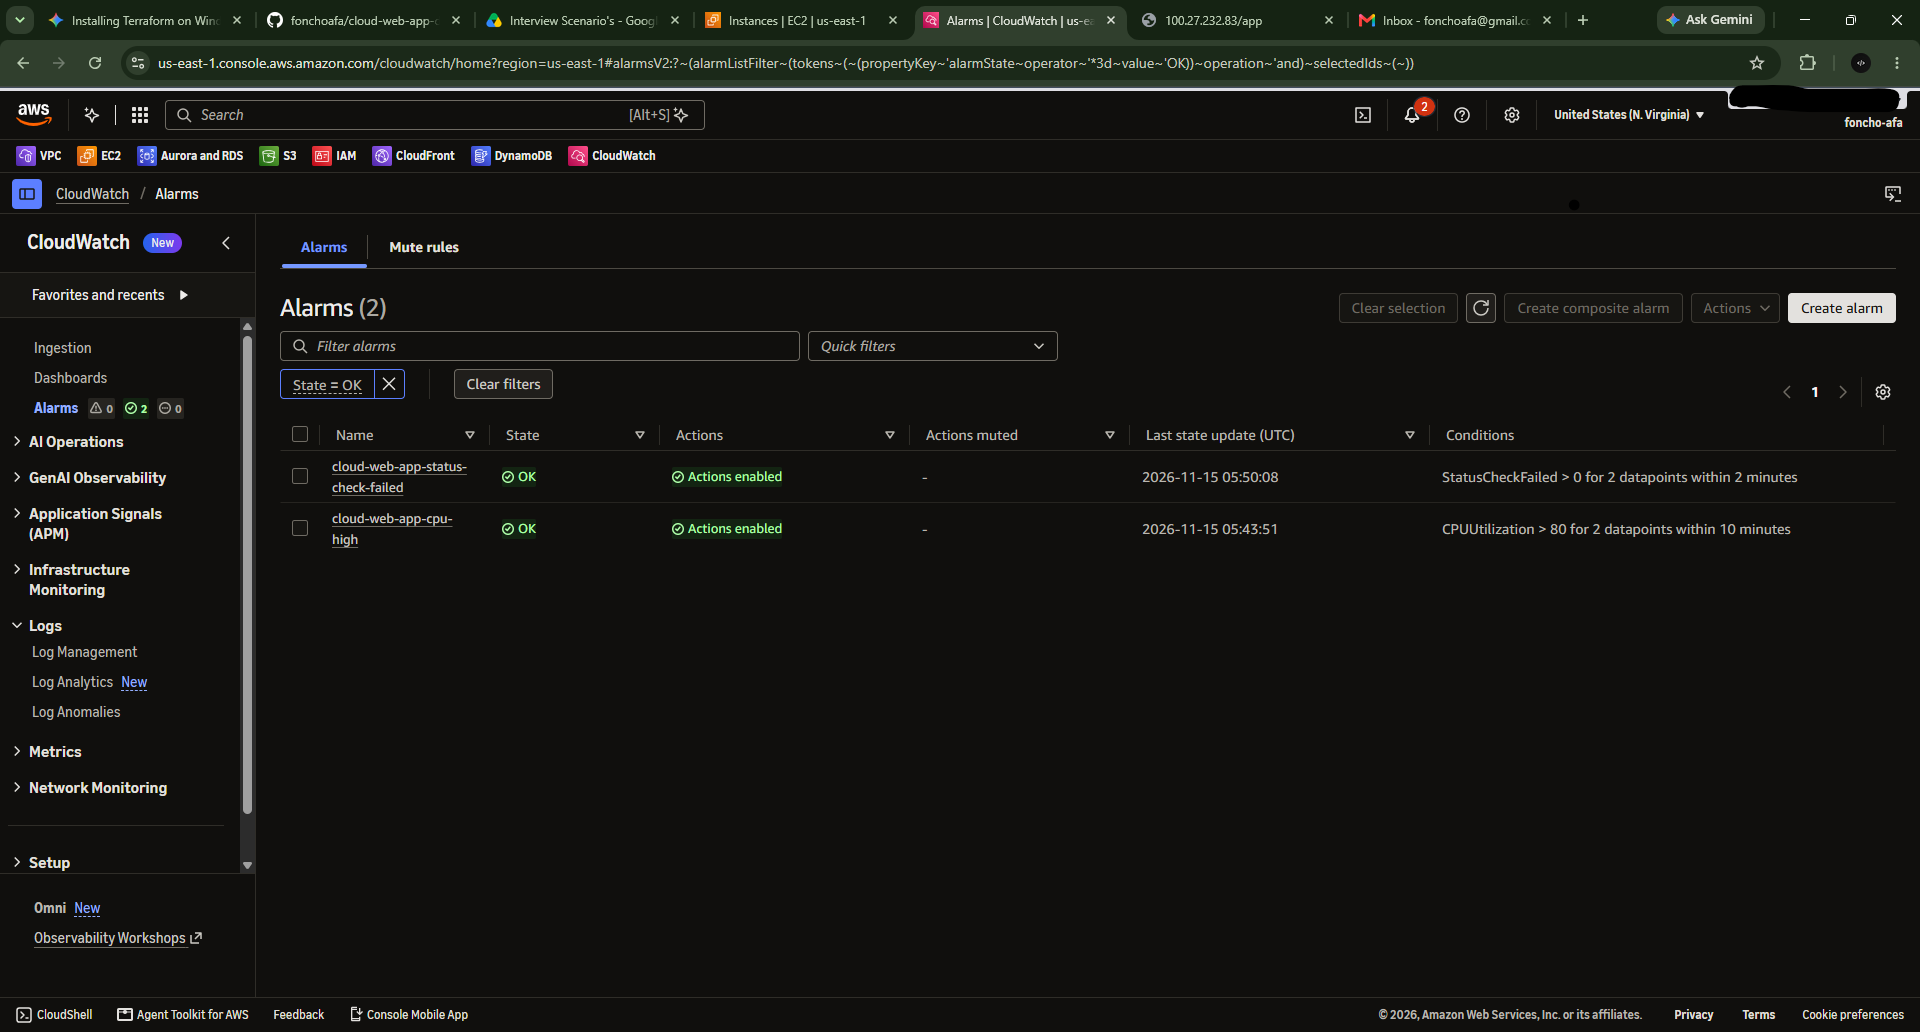 Installing Terraform on Win
fonchoafa/cloud-web-app-
Interview Scenario's - Goog
Instances | EC2 | us-east-1
Alarms | CloudWatch | us-ea
100.27.232.83/app
Inbox - fonchoafa@gmail.c
Ask Gemini
us-east-1.console.aws.amazon.com/cloudwatch/home?region=us-east-1#alarmsV2:?~(alarmListFilter~(tokens~(~(propertyKey~'alarmState~operator~'*3d~value~'OK))~operation~'and)~selectedIds~(~))
aws
Search
[Alt+S]
2
United States (N. Virginia)
foncho-afa
VPC
EC2
Aurora and RDS
S3
IAM
CloudFront
DynamoDB
CloudWatch
CloudWatch / Alarms
CloudWatch New
Favorites and recents
Ingestion
Dashboards
Alarms 0 2 0
AI Operations
GenAI Observability
Application Signals
(APM)
Infrastructure
Monitoring
Logs
Log Management
Log Analytics New
Log Anomalies
Metrics
Network Monitoring
Setup
Omni New
Observability Workshops
Alarms
Mute rules
Alarms (2)
Clear selection
Create composite alarm
Actions
Create alarm
Filter alarms
Quick filters
State = OK
Clear filters
1
Name
State
Actions
Actions muted
Last state update (UTC)
Conditions
cloud-web-app-status-
check-failed
OK
Actions enabled
-
2026-11-15 05:50:08
StatusCheckFailed > 0 for 2 datapoints within 2 minutes
cloud-web-app-cpu-
high
OK
Actions enabled
-
2026-11-15 05:43:51
CPUUtilization > 80 for 2 datapoints within 10 minutes
CloudShell
Agent Toolkit for AWS
Feedback
Console Mobile App
© 2026, Amazon Web Services, Inc. or its affiliates.
Privacy
Terms
Cookie preferences